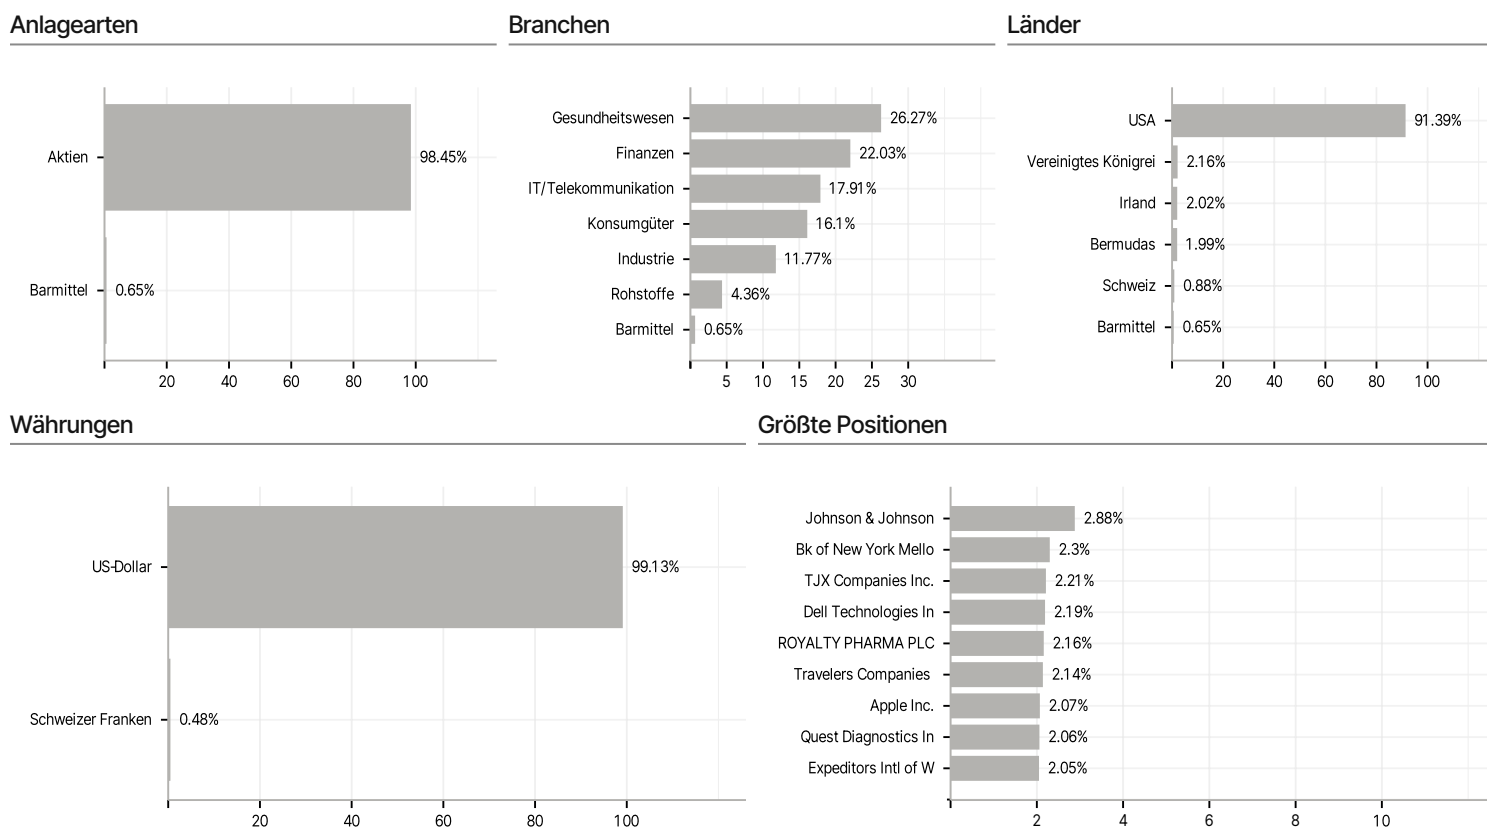 Anlagearten
Aktien
98.45%
Barmittel
0.65%
20 40 60 80 100
Branchen
Gesundheitswesen 26.27%
Finanzen 22.03%
IT/Telekommunikation 17.91%
Konsumgüter 16.1%
Industrie 11.77%
Rohstoffe 4.36%
Barmittel 0.65%
5 10 15 20 25 30
Länder
USA 91.39%
Vereinigtes Königrei 2.16%
Irland 2.02%
Bermudas 1.99%
Schweiz 0.88%
Barmittel 0.65%
20 40 60 80 100
Währungen
US-Dollar 99.13%
Schweizer Franken 0.48%
20 40 60 80 100
Größte Positionen
Johnson & Johnson 2.88%
Bk of New York Mello 2.3%
TJX Companies Inc. 2.21%
Dell Technologies In 2.19%
ROYALTY PHARMA PLC 2.16%
Travelers Companies 2.14%
Apple Inc. 2.07%
Quest Diagnostics In 2.06%
Expeditors Intl of W 2.05%
2 4 6 8 10